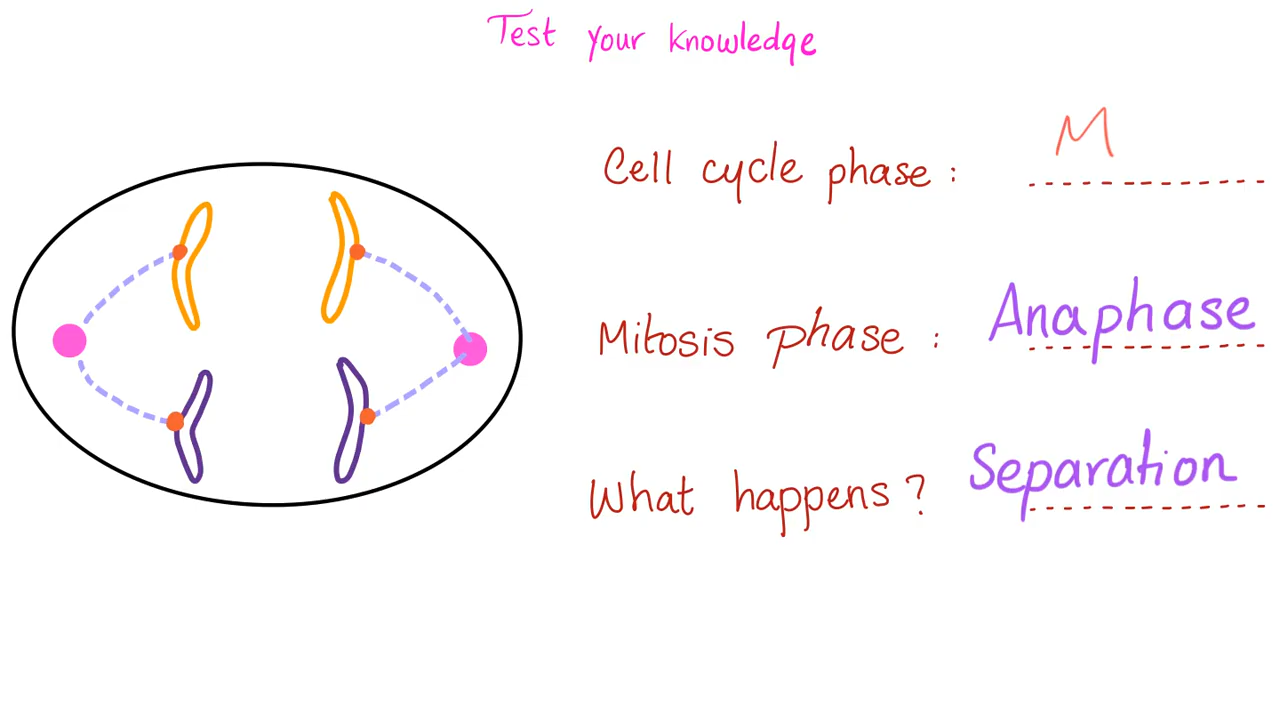 Test your knowledge
Cell cycle phase : M
Mitosis phase : Anaphase
What happens? Separation